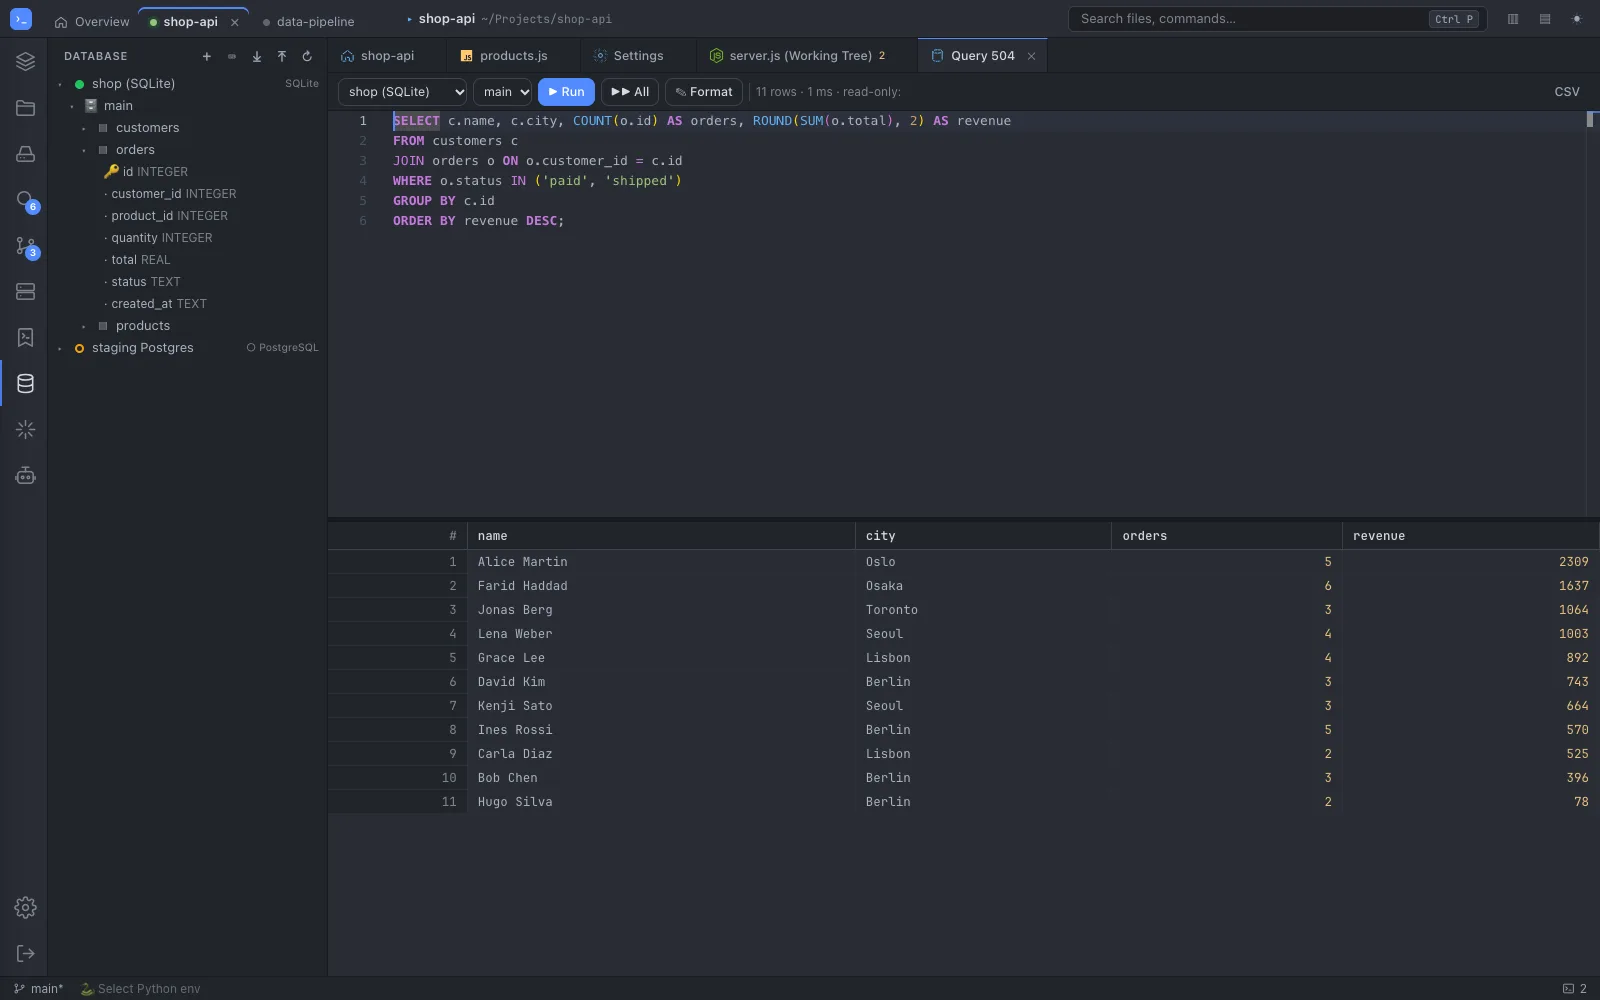 Overview
shop-api
data-pipeline
shop-api ~/Projects/shop-api
Search files, commands...
Ctrl P
DATABASE
shop (SQLite) SQLite
main
customers
orders
id INTEGER
customer_id INTEGER
product_id INTEGER
quantity INTEGER
total REAL
status TEXT
created_at TEXT
products
staging Postgres PostgreSQL
6
3
shop-api
products.js
Settings
server.js (Working Tree) 2
Query 504
shop (SQLite) main Run All Format 11 rows · 1 ms · read-only: CSV
1 SELECT c.name, c.city, COUNT(o.id) AS orders, ROUND(SUM(o.total), 2) AS revenue
2 FROM customers c
3 JOIN orders o ON o.customer_id = c.id
4 WHERE o.status IN ('paid', 'shipped')
5 GROUP BY c.id
6 ORDER BY revenue DESC;
# name city orders revenue
1 Alice Martin Oslo 5 2309
2 Farid Haddad Osaka 6 1637
3 Jonas Berg Toronto 3 1064
4 Lena Weber Seoul 4 1003
5 Grace Lee Lisbon 4 892
6 David Kim Berlin 3 743
7 Kenji Sato Seoul 3 664
8 Ines Rossi Berlin 5 570
9 Carla Diaz Lisbon 2 525
10 Bob Chen Berlin 3 396
11 Hugo Silva Berlin 2 78
main* Select Python env 2